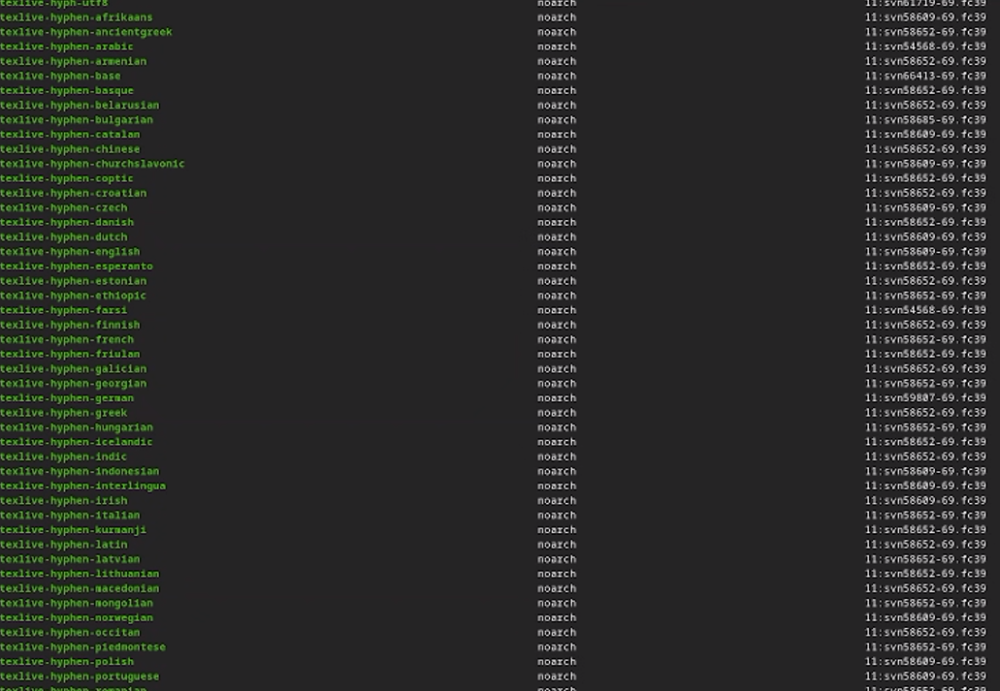 texlive-hyph-utf8 noarch 11:svn61719-69.fc39
texlive-hyphen-afrikaans noarch 11:svn58609-69.fc39
texlive-hyphen-ancientgreek noarch 11:svn58652-69.fc39
texlive-hyphen-arabic noarch 11:svn54568-69.fc39
texlive-hyphen-armenian noarch 11:svn58652-69.fc39
texlive-hyphen-base noarch 11:svn66413-69.fc39
texlive-hyphen-basque noarch 11:svn58652-69.fc39
texlive-hyphen-belarusian noarch 11:svn58652-69.fc39
texlive-hyphen-bulgarian noarch 11:svn58685-69.fc39
texlive-hyphen-catalan noarch 11:svn58609-69.fc39
texlive-hyphen-chinese noarch 11:svn58652-69.fc39
texlive-hyphen-churchslavonic noarch 11:svn58609-69.fc39
texlive-hyphen-coptic noarch 11:svn58652-69.fc39
texlive-hyphen-croatian noarch 11:svn58652-69.fc39
texlive-hyphen-czech noarch 11:svn58609-69.fc39
texlive-hyphen-danish noarch 11:svn58652-69.fc39
texlive-hyphen-dutch noarch 11:svn58609-69.fc39
texlive-hyphen-english noarch 11:svn58609-69.fc39
texlive-hyphen-esperanto noarch 11:svn58652-69.fc39
texlive-hyphen-estonian noarch 11:svn58652-69.fc39
texlive-hyphen-ethiopic noarch 11:svn58652-69.fc39
texlive-hyphen-farsi noarch 11:svn54568-69.fc39
texlive-hyphen-finnish noarch 11:svn58652-69.fc39
texlive-hyphen-french noarch 11:svn58652-69.fc39
texlive-hyphen-friulan noarch 11:svn58652-69.fc39
texlive-hyphen-galician noarch 11:svn58652-69.fc39
texlive-hyphen-georgian noarch 11:svn58652-69.fc39
texlive-hyphen-german noarch 11:svn59807-69.fc39
texlive-hyphen-greek noarch 11:svn58652-69.fc39
texlive-hyphen-hungarian noarch 11:svn58652-69.fc39
texlive-hyphen-icelandic noarch 11:svn58652-69.fc39
texlive-hyphen-indic noarch 11:svn58652-69.fc39
texlive-hyphen-indonesian noarch 11:svn58609-69.fc39
texlive-hyphen-interlingua noarch 11:svn58609-69.fc39
texlive-hyphen-irish noarch 11:svn58609-69.fc39
texlive-hyphen-italian noarch 11:svn58652-69.fc39
texlive-hyphen-kurmanji noarch 11:svn58652-69.fc39
texlive-hyphen-latin noarch 11:svn58652-69.fc39
texlive-hyphen-latvian noarch 11:svn58652-69.fc39
texlive-hyphen-lithuanian noarch 11:svn58652-69.fc39
texlive-hyphen-macedonian noarch 11:svn58652-69.fc39
texlive-hyphen-mongolian noarch 11:svn58652-69.fc39
texlive-hyphen-norwegian noarch 11:svn58609-69.fc39
texlive-hyphen-occitan noarch 11:svn58652-69.fc39
texlive-hyphen-piedmontese noarch 11:svn58652-69.fc39
texlive-hyphen-polish noarch 11:svn58609-69.fc39
texlive-hyphen-portuguese noarch 11:svn58609-69.fc39
texlive-hyphen-romanian noarch 11:svn58652-69.fc39